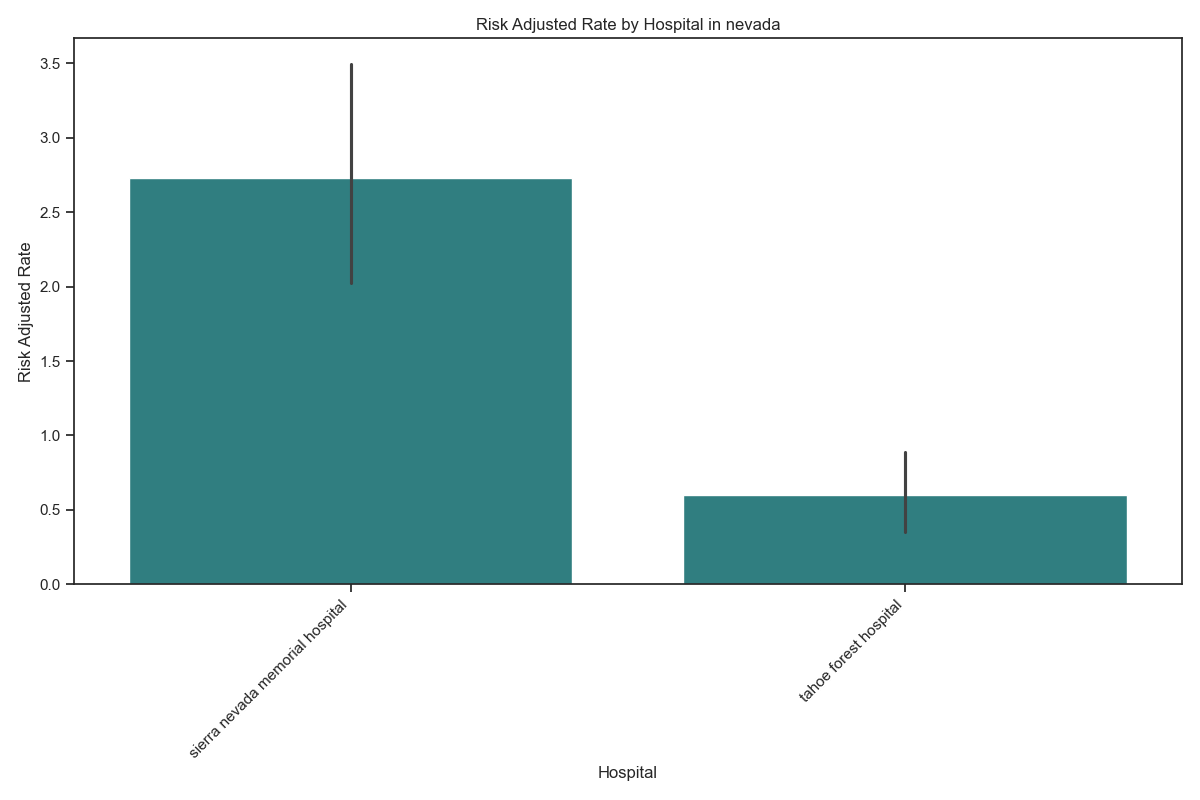 Risk Adjusted Rate by Hospital in nevada
Risk Adjusted Rate
3.5
3.0
2.5
2.0
1.5
1.0
0.5
0.0
sierra nevada memorial hospital
tahoe forest hospital
Hospital